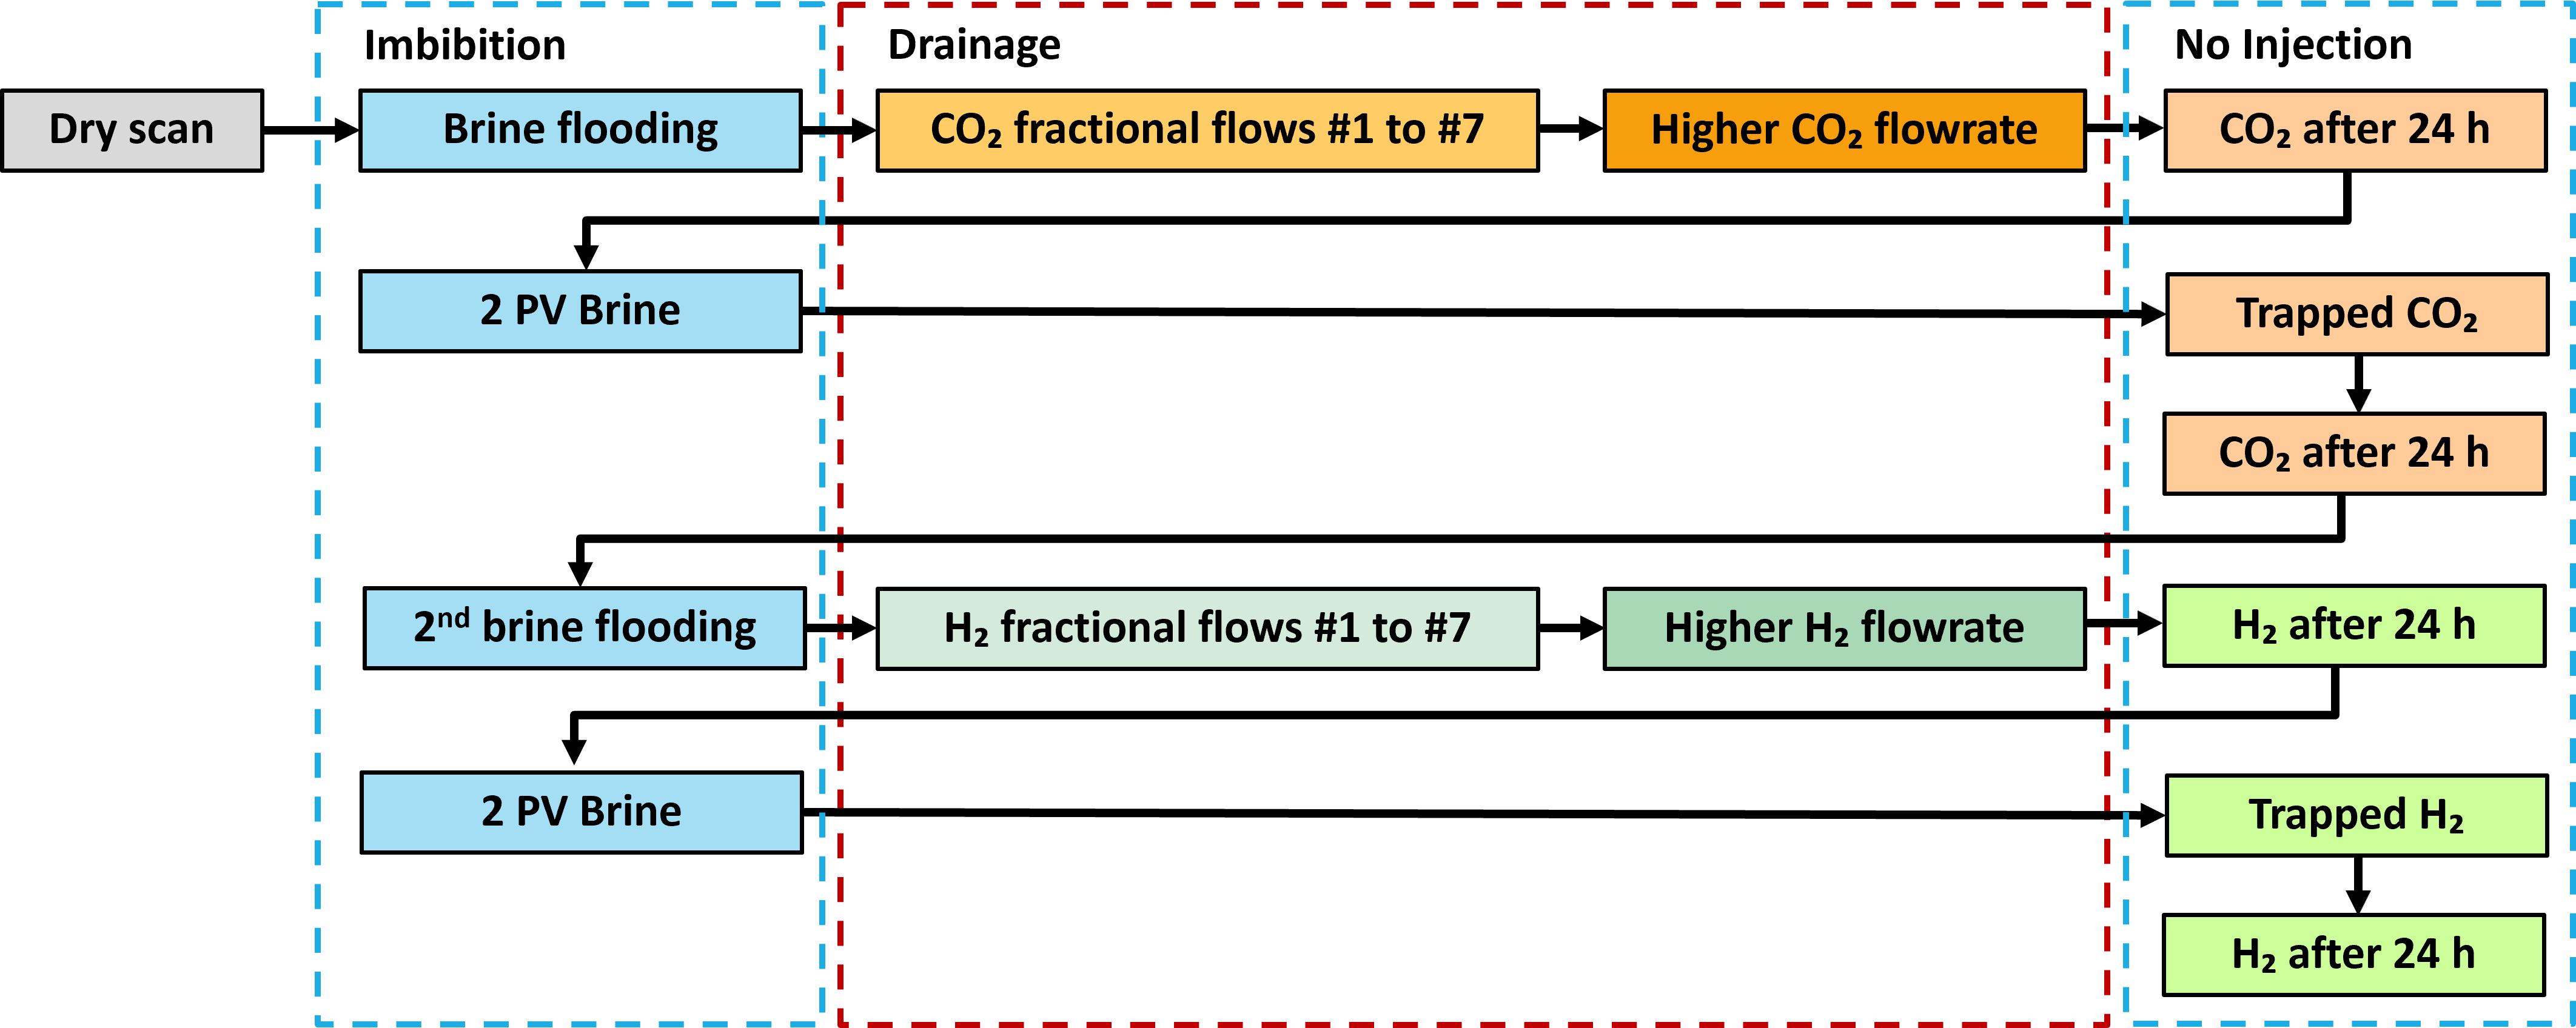 Imbibition
Drainage
No Injection
Dry scan
Brine flooding
CO₂ fractional flows #1 to #7
Higher CO₂ flowrate
CO₂ after 24 h
2 PV Brine
Trapped CO₂
CO₂ after 24 h
2ⁿᵈ brine flooding
H₂ fractional flows #1 to #7
Higher H₂ flowrate
H₂ after 24 h
2 PV Brine
Trapped H₂
H₂ after 24 h